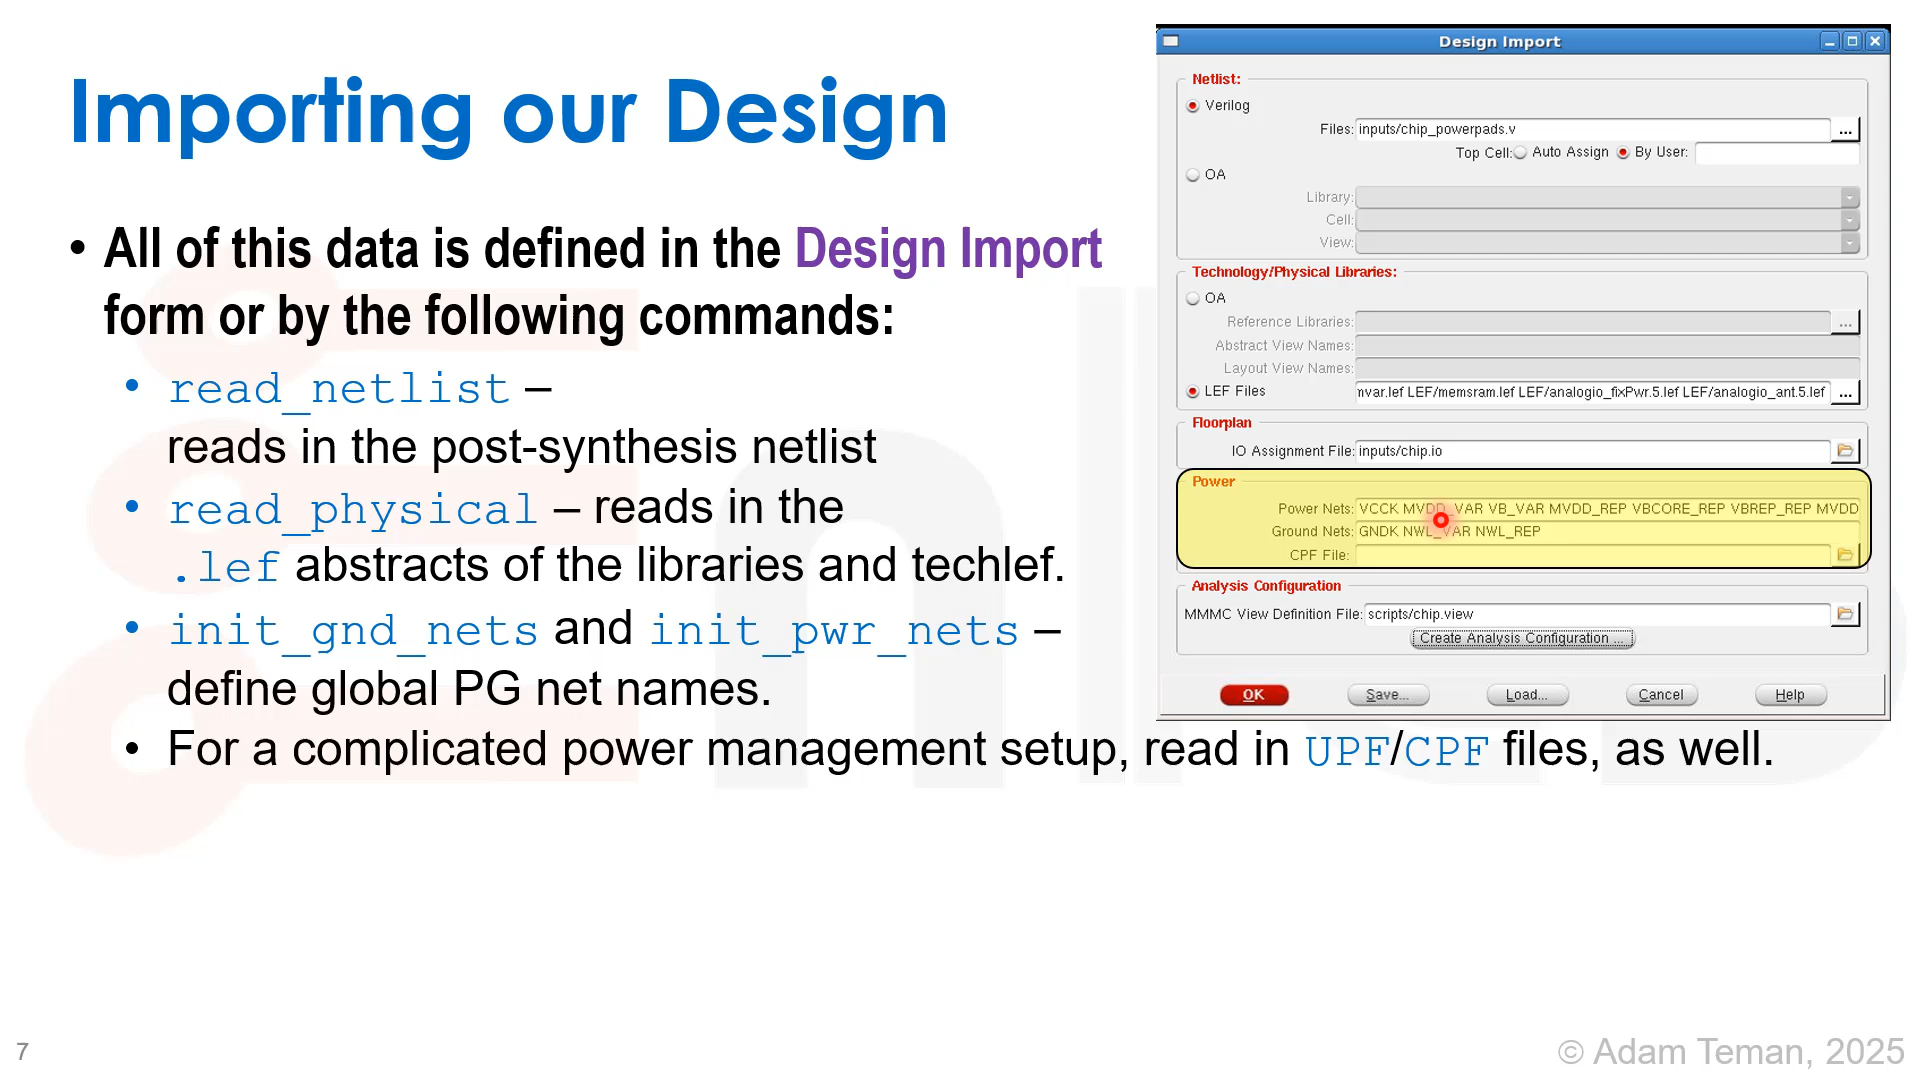 Importing our Design
• All of this data is defined in the Design Import
form or by the following commands:
• read_netlist –
reads in the post-synthesis netlist
• read_physical – reads in the
.lef abstracts of the libraries and techlef.
• init_gnd_nets and init_pwr_nets –
define global PG net names.
• For a complicated power management setup, read in UPF/CPF files, as well.
Design Import
Netlist:
Verilog
Files: inputs/chip_powerpads.v ...
Top Cell: Auto Assign By User:
OA
Library:
Cell:
View:
Technology/Physical Libraries:
OA
Reference Libraries: ...
Abstract View Names:
Layout View Names:
LEF Files mvar.lef LEF/memsram.lef LEF/analogio_fixPwr.5.lef LEF/analogio_ant.5.lef ...
Floorplan
IO Assignment File: inputs/chip.io
Power
Power Nets: VCCK MVDD_VAR VB_VAR MVDD_REP VBCORE_REP VBREP_REP MVDD
Ground Nets: GNDK NWL_VAR NWL_REP
CPF File:
Analysis Configuration
MMMC View Definition File: scripts/chip.view
Create Analysis Configuration ...
OK Save... Load... Cancel Help
7
© Adam Teman, 2025